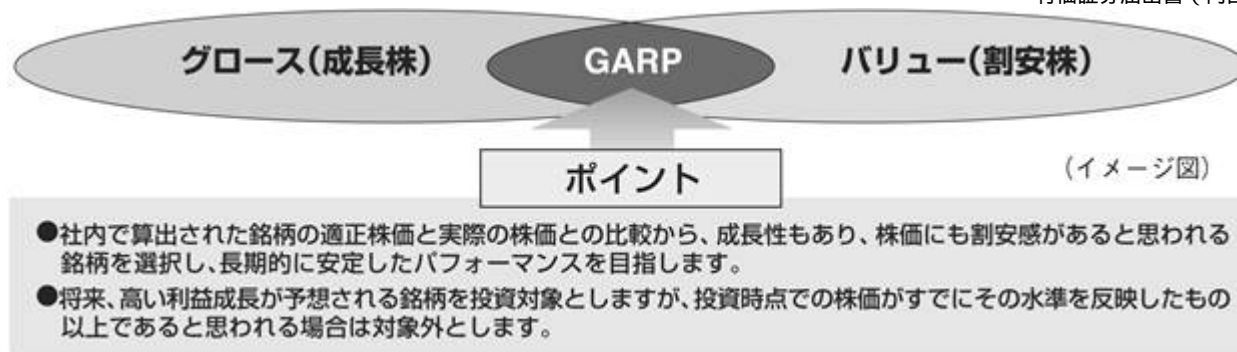 グロース(成長株)
GARP
バリュー(割安株)
ポイント
(イメージ図)
●社内で算出された銘柄の適正株価と実際の株価との比較から、成長性もあり、株価にも割安感があると思われる
銘柄を選択し、長期的に安定したパフォーマンスを目指します。
●将来、高い利益成長が予想される銘柄を投資対象としますが、投資時点での株価がすでにその水準を反映したもの
以上であると思われる場合は対象外とします。